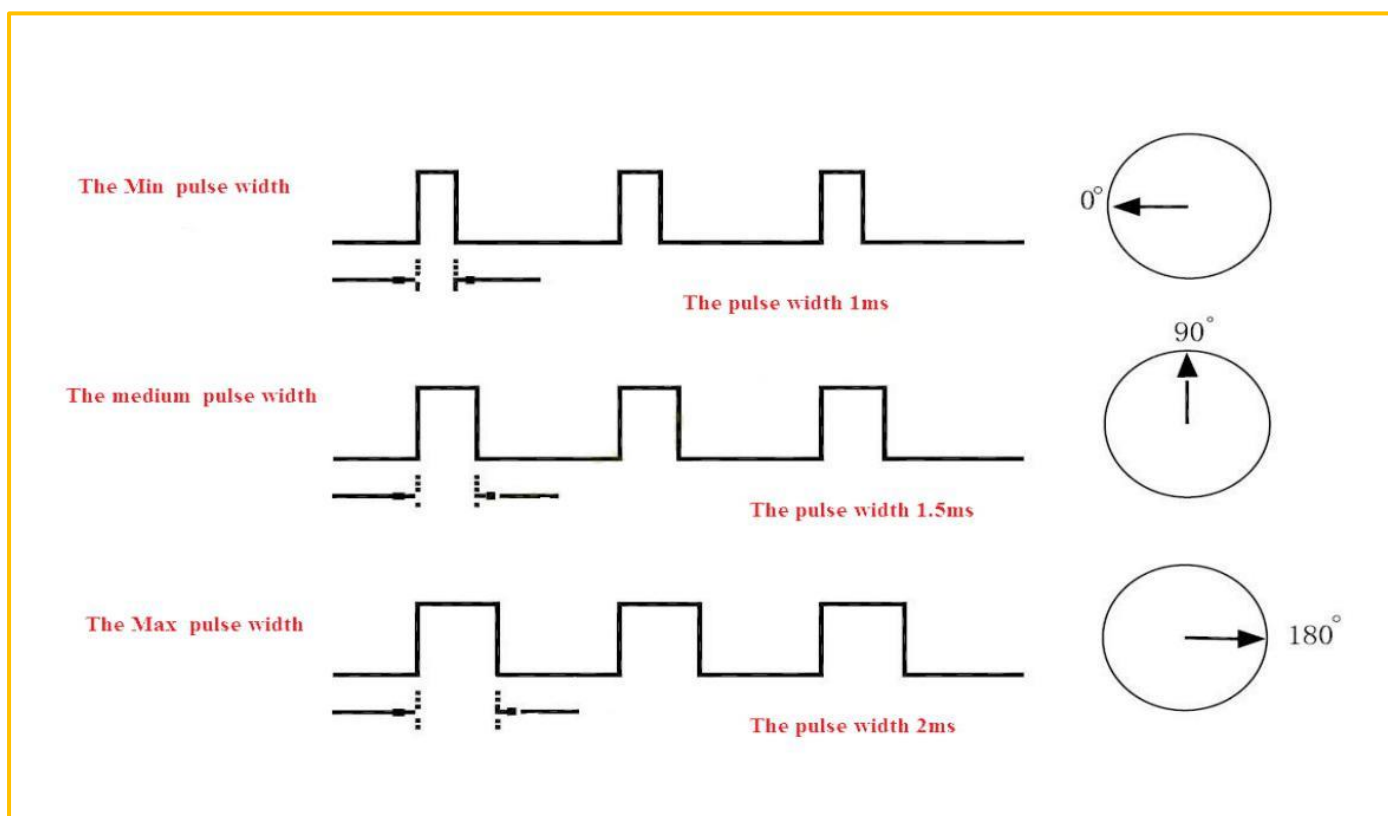 The Min pulse width
0°
The pulse width 1ms
90°
The medium pulse width
The pulse width 1.5ms
The Max pulse width
180°
The pulse width 2ms